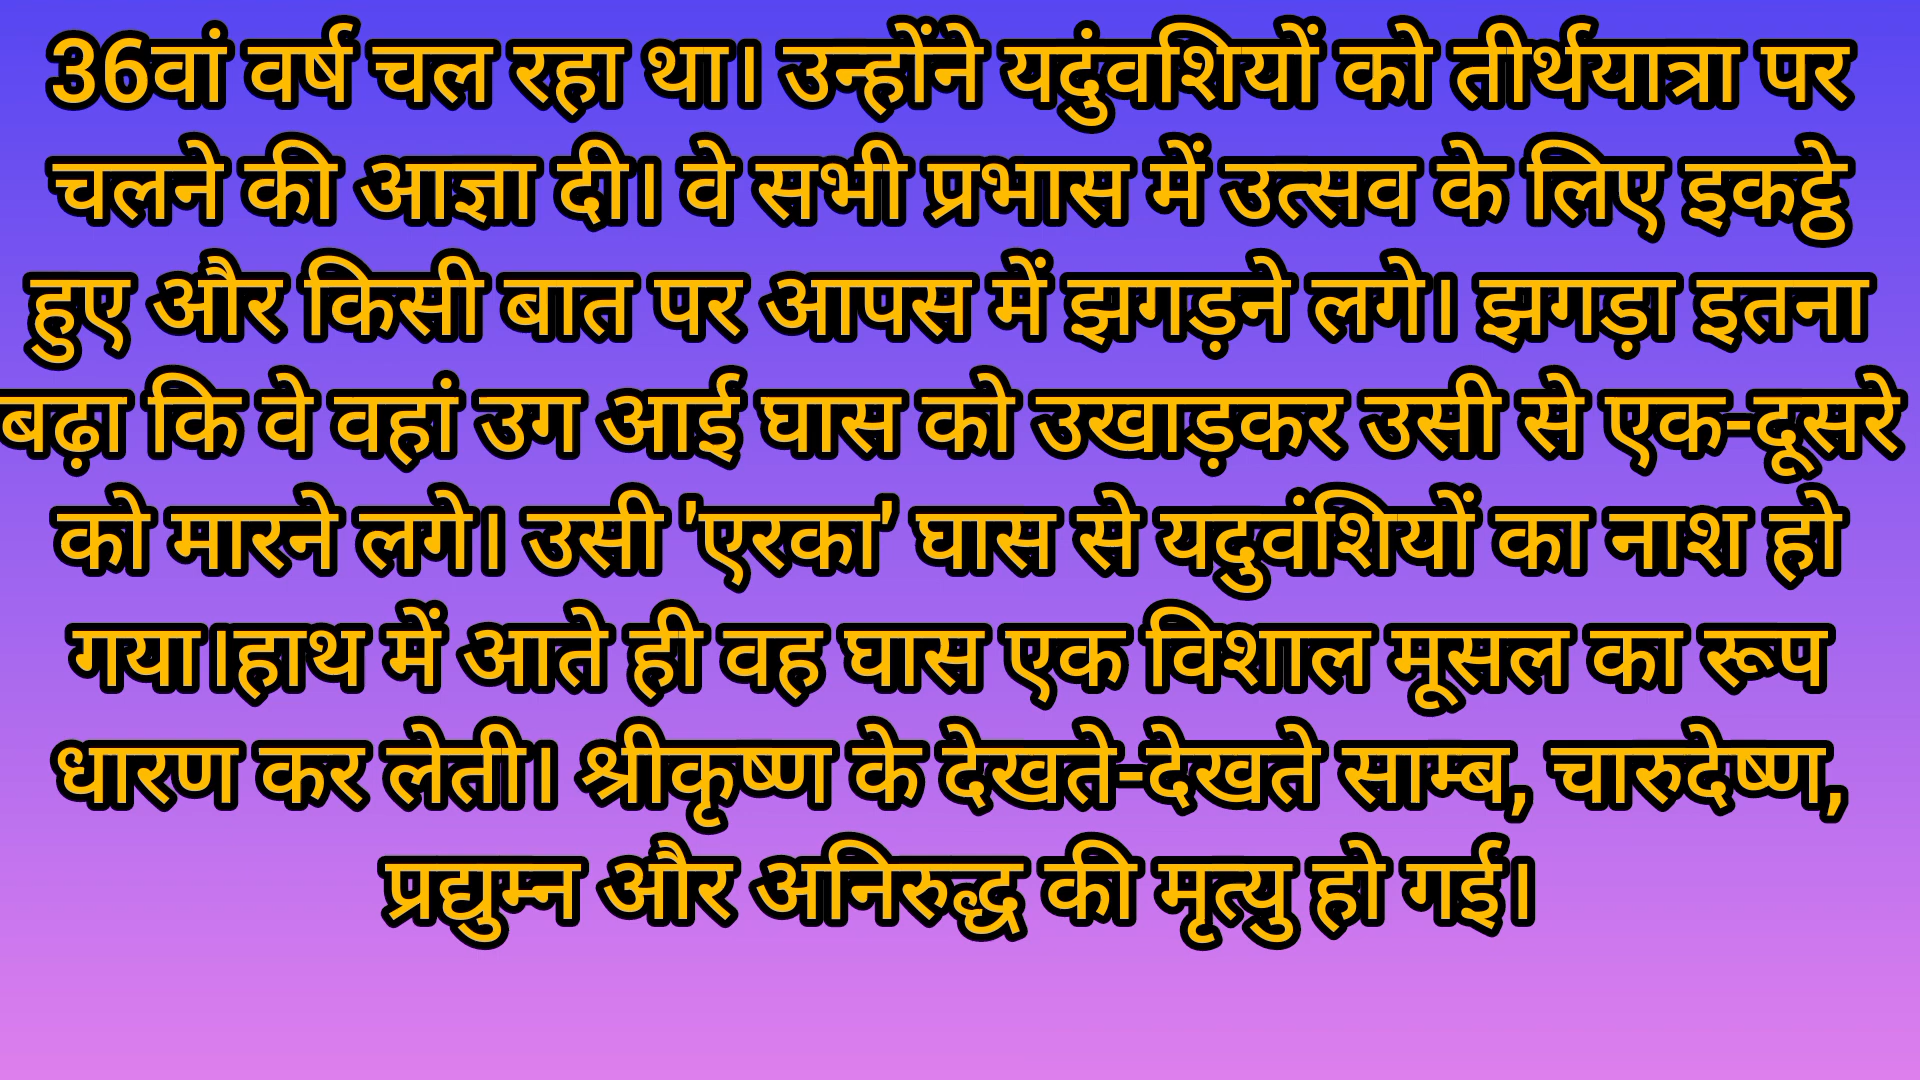 36वां वर्ष चल रहा था। उन्होंने यदुंवशियों को तीर्थयात्रा पर
चलने की आज्ञा दी। वे सभी प्रभास में उत्सव के लिए इकट्ठे
हुए और किसी बात पर आपस में झगड़ने लगे। झगड़ा इतना
बढ़ा कि वे वहां उग आई घास को उखाड़कर उसी से एक-दूसरे
को मारने लगे। उसी 'एरका' घास से यदुवंशियों का नाश हो
गया।हाथ में आते ही वह घास एक विशाल मूसल का रूप
धारण कर लेती। श्रीकृष्ण के देखते-देखते साम्ब, चारुदेष्ण,
प्रद्युम्न और अनिरुद्ध की मृत्यु हो गई।